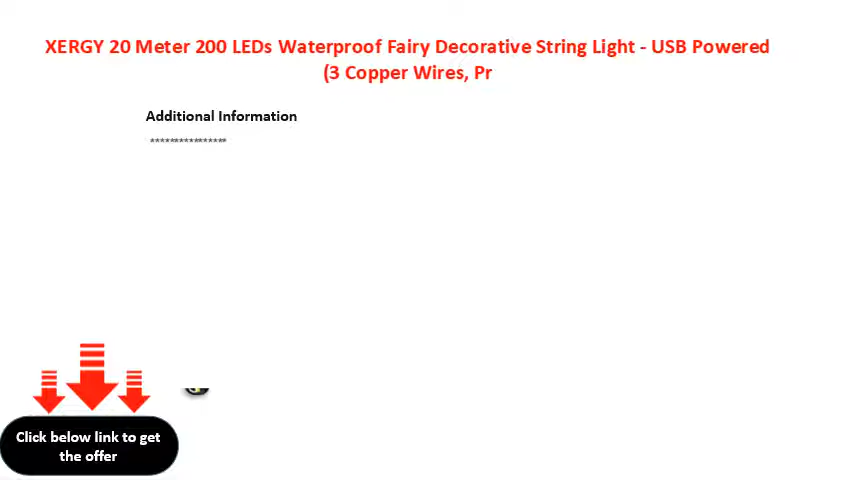 XERGY 20 Meter 200 LEDs Waterproof Fairy Decorative String Light - USB Powered
(3 Copper Wires, Pr
Additional Information
****************
Click below link to get
the offer